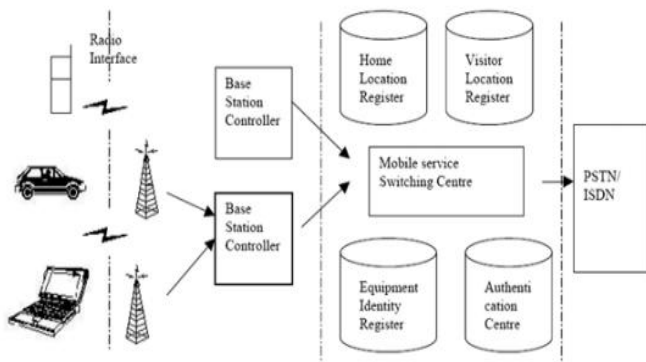 Radio
Interface
Base
Station
Controller
Base
Station
Controller
Home
Location
Register
Visitor
Location
Register
Mobile service
Switching Centre
Equipment
Identity
Register
Authenti
cation
Centre
PSTN/
ISDN